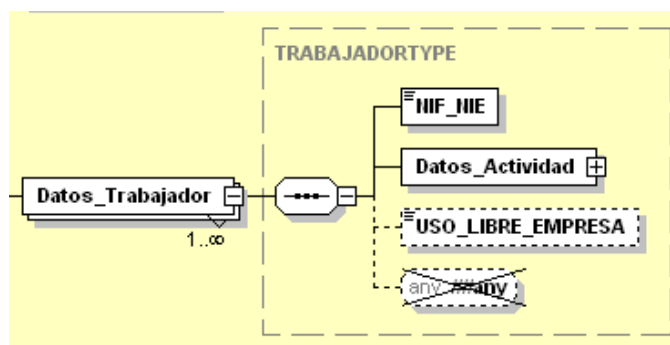 TRABAJADORTYPE
NIF_NIE
Datos_Actividad
Datos_Trabajador
1..∞
USO_LIBRE_EMPRESA
any ##any